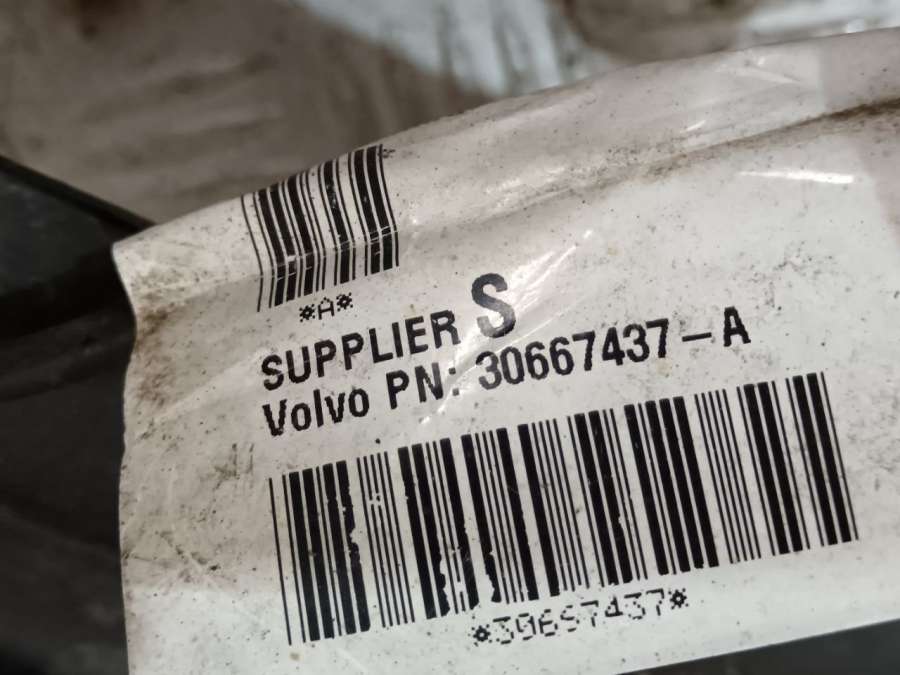 *A*
SUPPLIER S
Volvo PN: 30667437-A
*30667437*